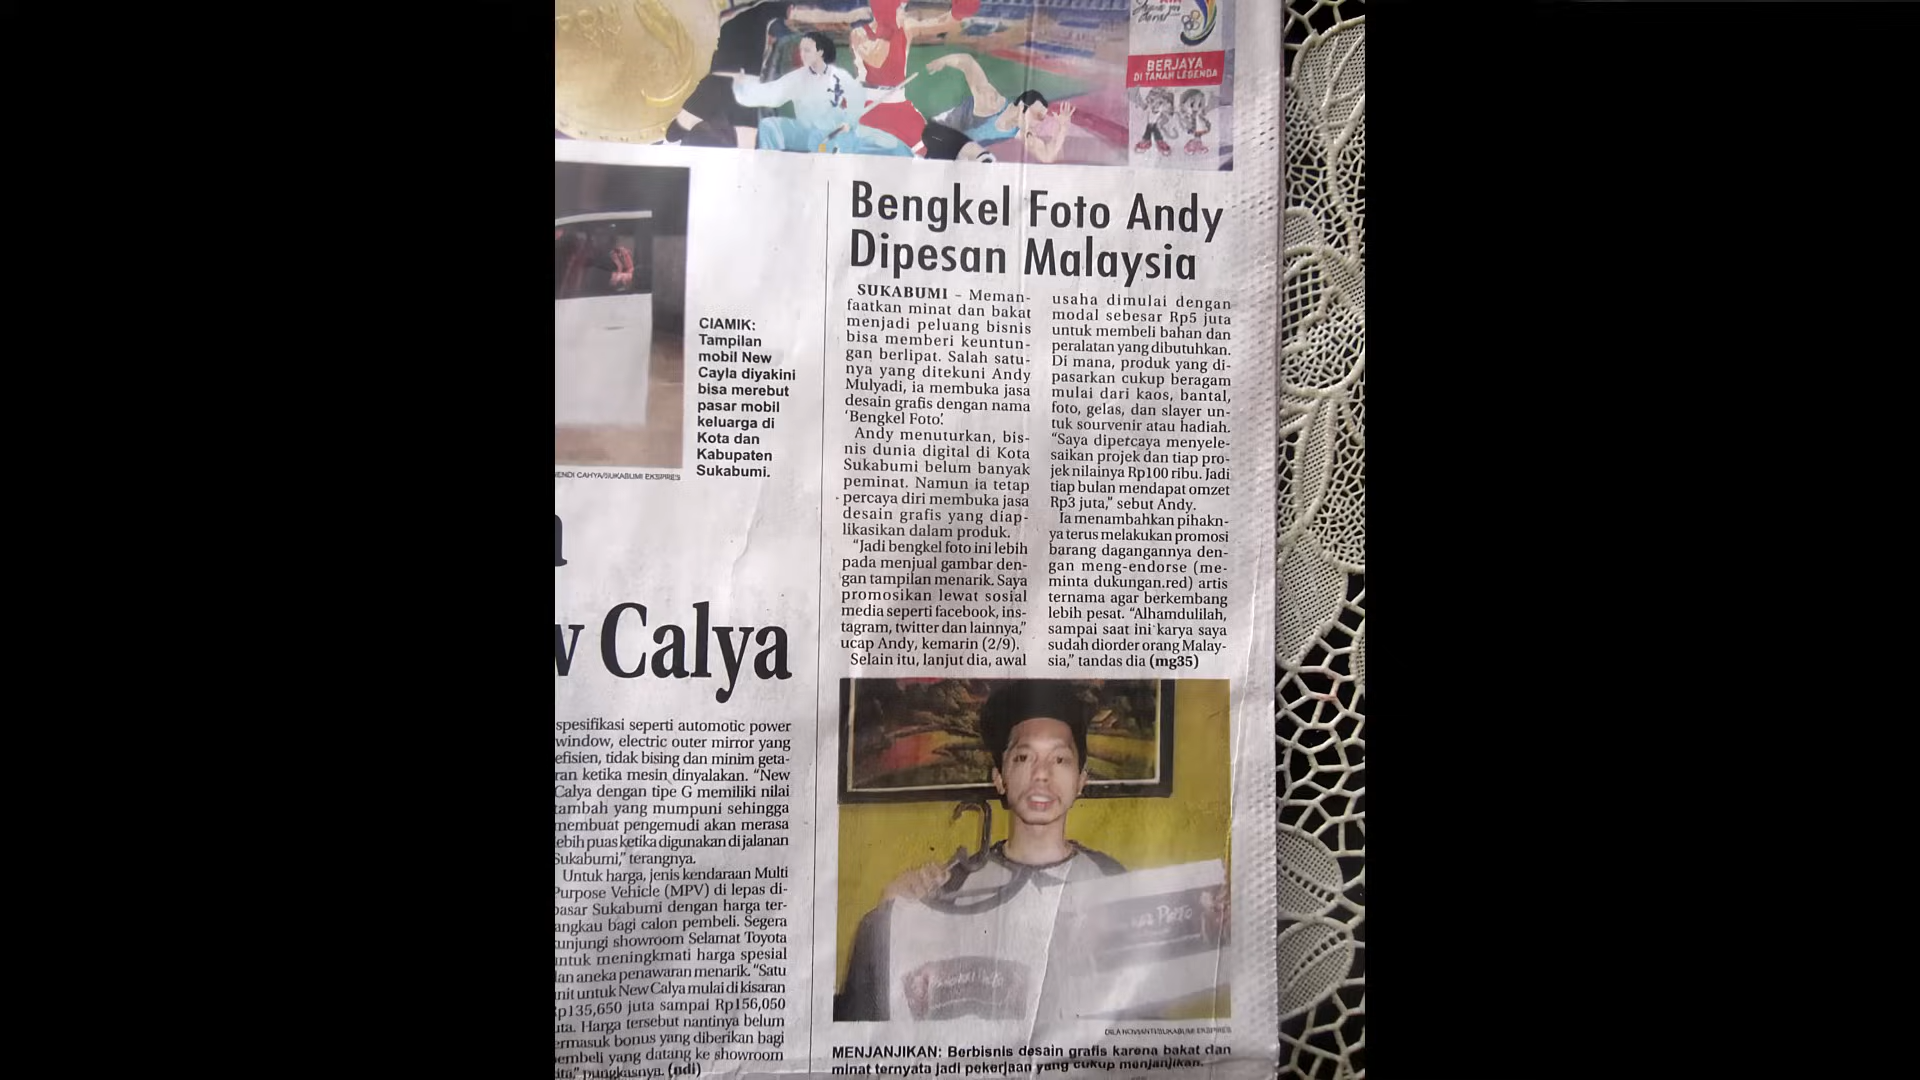 BERJAYA
DI TANAH LEGENDA
CIAMIK:
Tampilan
mobil New
Cayla diyakini
bisa merebut
pasar mobil
keluarga di
Kota dan
Kabupaten
Sukabumi.
CAHYA/SUKABUMI EKSPRES
Calya
spesifikasi seperti automotic power
window, electric outer mirror yang
efisien, tidak bising dan minim geta-
ran ketika mesin dinyalakan. “New
Calya dengan tipe G memiliki nilai
tambah yang mumpuni sehingga
membuat pengemudi akan merasa
lebih puas ketika digunakan di jalanan
Sukabumi,” terangnya.
Untuk harga, jenis kendaraan Multi
Purpose Vehicle (MPV) di lepas di-
pasar Sukabumi dengan harga ter-
angkau bagi calon pembeli. Segera
unjungi showroom Selamat Toyota
ntuk meningkmati harga spesial
an aneka penawaran menarik. “Satu
nit untuk New Calya mulai di kisaran
Rp135,650 juta sampai Rp156,050
uta. Harga tersebut nantinya belum
ermasuk bonus yang diberikan bagi
embeli yang datang ke showroom
ita,” pungkasnya. (ndi)
Bengkel Foto Andy
Dipesan Malaysia
SUKABUMI – Meman-
faatkan minat dan bakat
menjadi peluang bisnis
bisa memberi keuntun-
gan berlipat. Salah satu-
nya yang ditekuni Andy
Mulyadi, ia membuka jasa
desain grafis dengan nama
‘Bengkel Foto’.
Andy menuturkan, bis-
nis dunia digital di Kota
Sukabumi belum banyak
peminat. Namun ia tetap
percaya diri membuka jasa
desain grafis yang diap-
likasikan dalam produk.
“Jadi bengkel foto ini lebih
pada menjual gambar den-
gan tampilan menarik. Saya
promosikan lewat sosial
media seperti facebook, ins-
tagram, twitter dan lainnya,”
ucap Andy, kemarin (2/9).
Selain itu, lanjut dia, awal
usaha dimulai dengan
modal sebesar Rp5 juta
untuk membeli bahan dan
peralatan yang dibutuhkan.
Di mana, produk yang di-
pasarkan cukup beragam
mulai dari kaos, bantal,
foto, gelas, dan slayer un-
tuk sourvenir atau hadiah.
“Saya dipercaya menyele-
saikan projek dan tiap pro-
jek nilainya Rp100 ribu. Jadi
tiap bulan mendapat omzet
Rp3 juta,” sebut Andy.
Ia menambahkan pihakn-
ya terus melakukan promosi
barang dagangannya den-
gan meng-endorse (me-
minta dukungan.red) artis
ternama agar berkembang
lebih pesat. “Alhamdulilah,
sampai saat ini karya saya
sudah diorder orang Malay-
sia,” tandas dia (mg35)
DILA NOVIANTI/SUKABUMI EKSPRES
MENJANJIKAN: Berbisnis desain grafis karena bakat dan
minat ternyata jadi pekerjaan yang cukup menjanjikan.